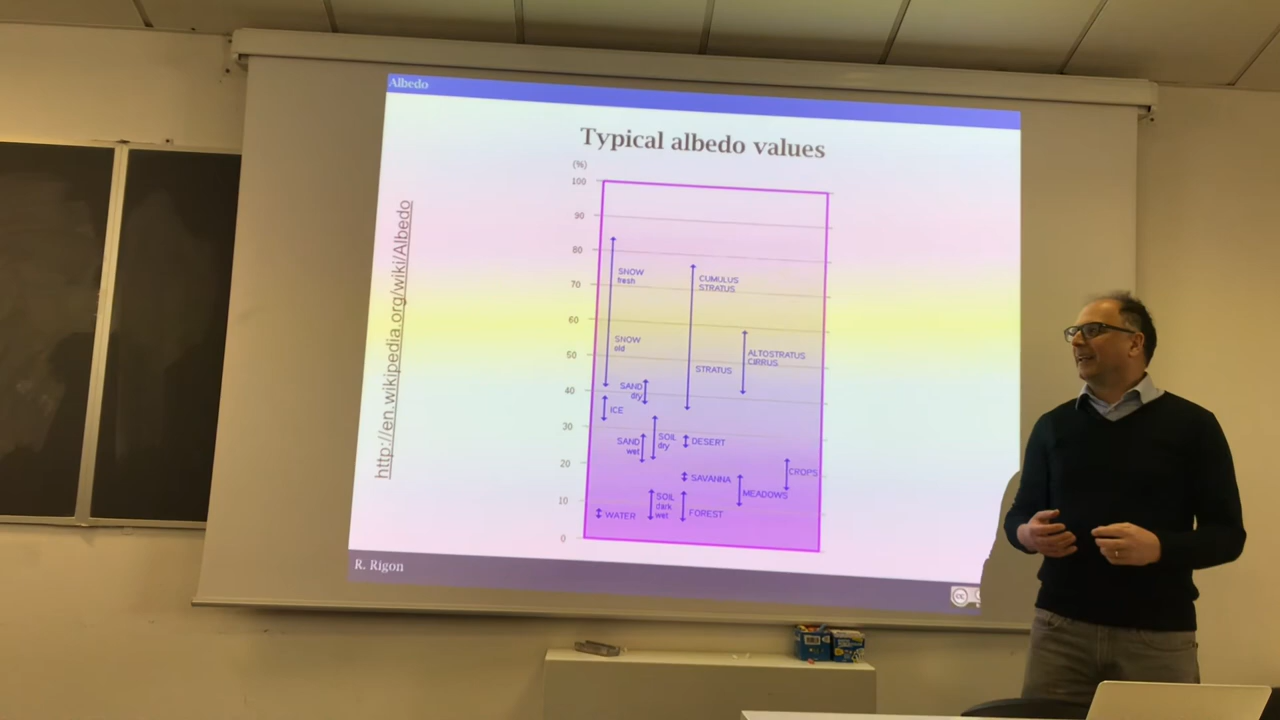 Albedo
Typical albedo values
http://en.wikipedia.org/wiki/Albedo
(%)
100
90
80
70
60
50
40
30
20
10
0
SNOW
fresh
CUMULUS
STRATUS
SNOW
old
ALTOSTRATUS
CIRRUS
STRATUS
SAND
dry
ICE
SAND
wet
SOIL
dry
DESERT
SAVANNA
CROPS
MEADOWS
SOIL
dark
wet
FOREST
WATER
R. Rigon
cc